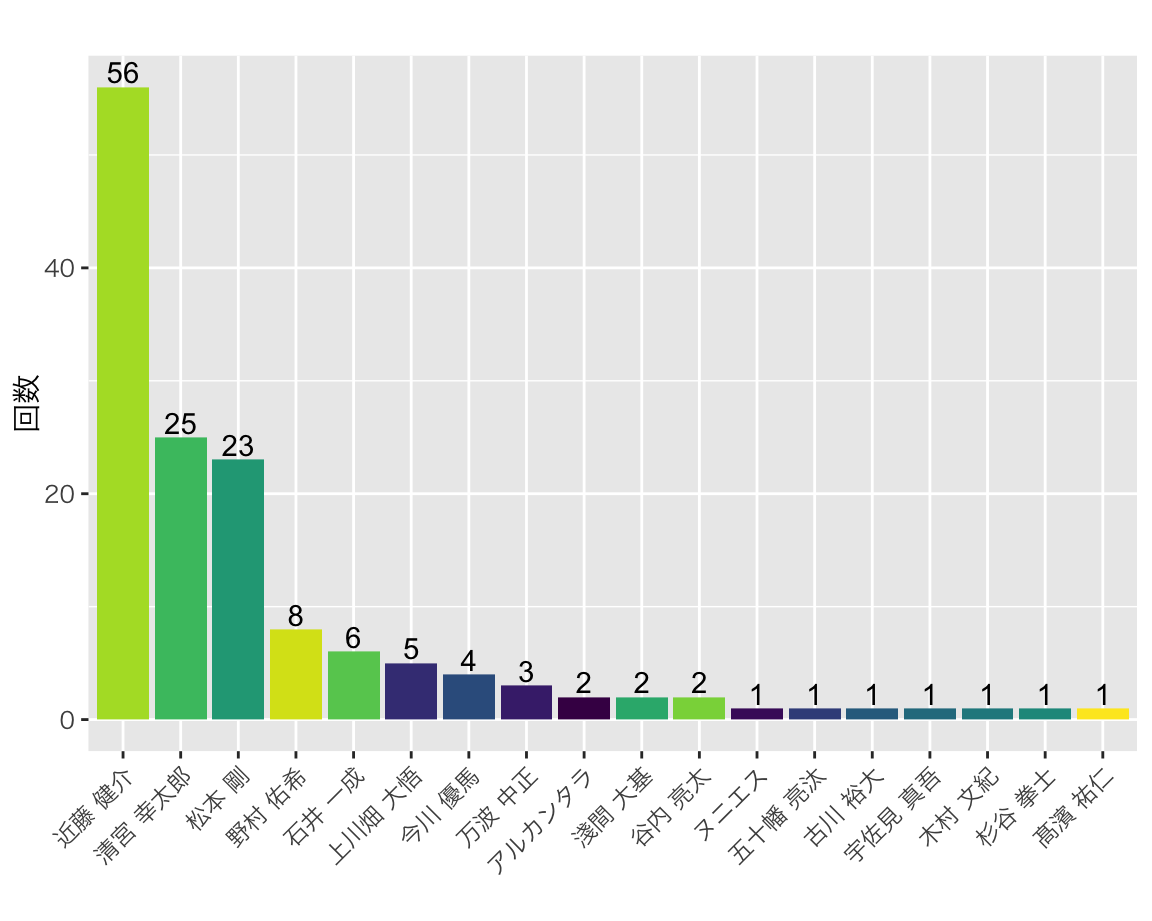 56
25
23
8
6
5
4
3
2
2
2
1
1
1
1
1
1
1
40
20
0
回数
近藤 健介
清宮 幸太郎
松本 剛
野村 佑希
石井 一成
上川畑 大悟
今川 優馬
万波 中正
アルカンタラ
淺間 大基
谷内 亮太
ヌニエス
五十幡 亮汰
古川 裕大
宇佐見 真吾
木村 文紀
杉谷 拳士
髙濱 祐仁